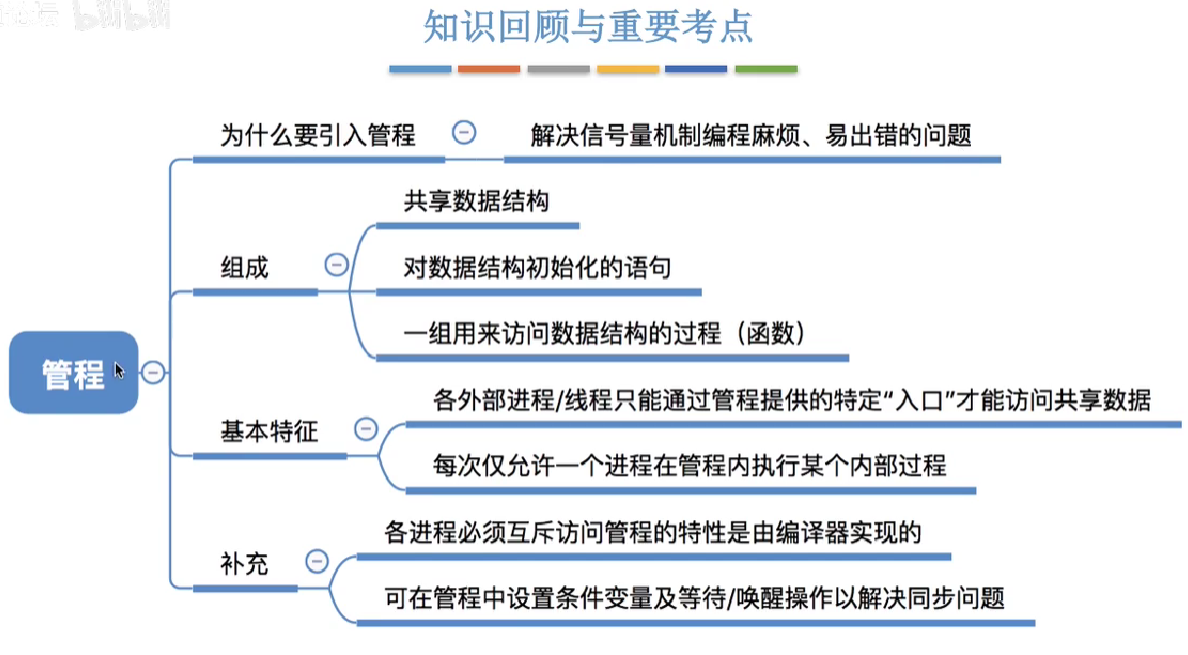 知识回顾与重要考点
为什么要引入管程
解决信号量机制编程麻烦、易出错的问题
组成
共享数据结构
对数据结构初始化的语句
一组用来访问数据结构的过程（函数）
管程
基本特征
各外部进程/线程只能通过管程提供的特定“入口”才能访问共享数据
每次仅允许一个进程在管程内执行某个内部过程
补充
各进程必须互斥访问管程的特性是由编译器实现的
可在管程中设置条件变量及等待/唤醒操作以解决同步问题